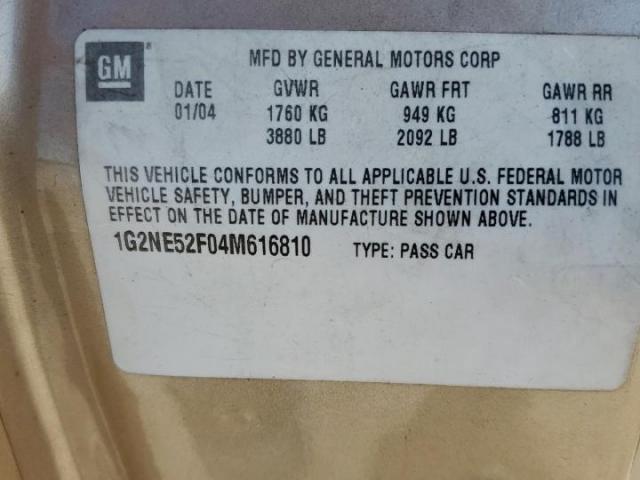 GM® MFD BY GENERAL MOTORS CORP
DATE GVWR GAWR FRT GAWR RR
01/04 1760 KG 949 KG 811 KG
3880 LB 2092 LB 1788 LB
THIS VEHICLE CONFORMS TO ALL APPLICABLE U.S. FEDERAL MOTOR
VEHICLE SAFETY, BUMPER, AND THEFT PREVENTION STANDARDS IN
EFFECT ON THE DATE OF MANUFACTURE SHOWN ABOVE.
1G2NE52F04M616810 TYPE: PASS CAR